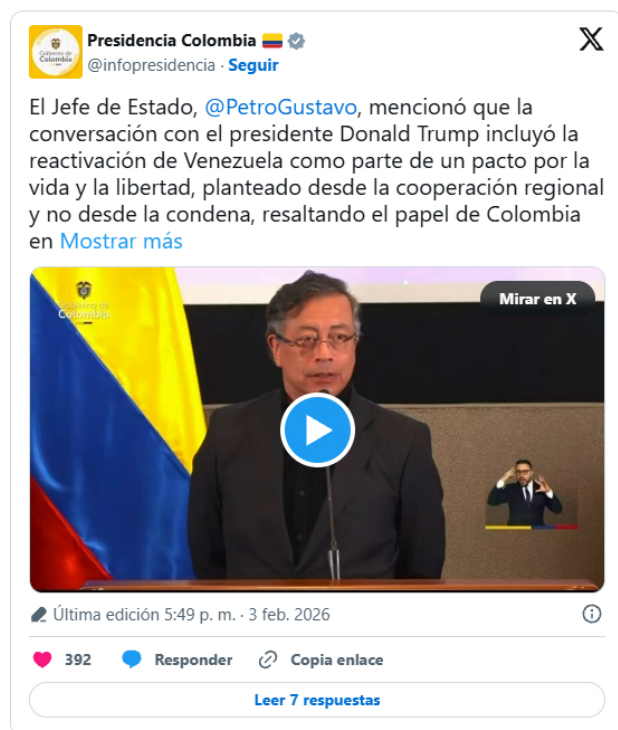 Presidencia Colombia
@infopresidencia · Seguir
El Jefe de Estado, @PetroGustavo, mencionó que la
conversación con el presidente Donald Trump incluyó la
reactivación de Venezuela como parte de un pacto por la
vida y la libertad, planteado desde la cooperación regional
y no desde la condena, resaltando el papel de Colombia
en Mostrar más
Gobierno de
Colombia
Mirar en X
Última edición 5:49 p. m. · 3 feb. 2026
392 Responder Copia enlace
Leer 7 respuestas